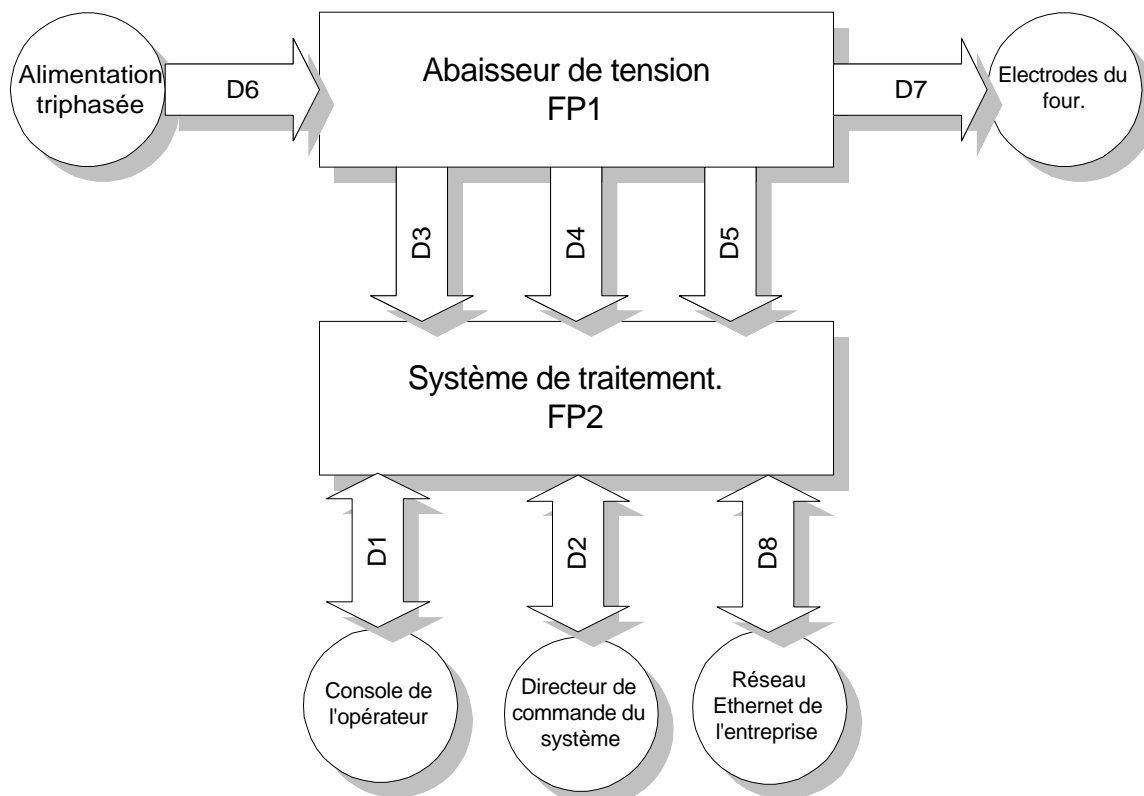 Alimentation
triphasée
D6
Abaisseur de tension
FP1
D7
Electrodes du
four.
D3
D4
D5
Système de traitement.
FP2
D1
D2
D8
Console de
l'opérateur
Directeur de
commande du
système
Réseau
Ethernet de
l'entreprise